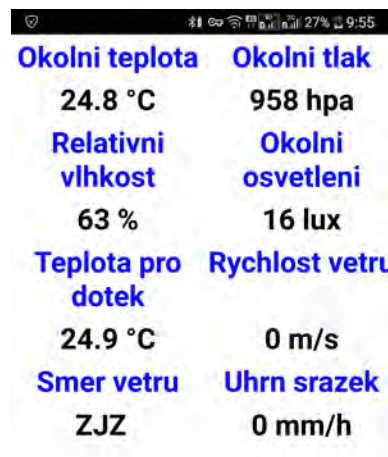 27% 9:55
Okolni teplota Okolni tlak
24.8 °C 958 hpa
Relativni Okolni
vlhkost osvetleni
63 % 16 lux
Teplota pro Rychlost vetru
dotek
24.9 °C 0 m/s
Smer vetru Uhrn srazek
ZJZ 0 mm/h